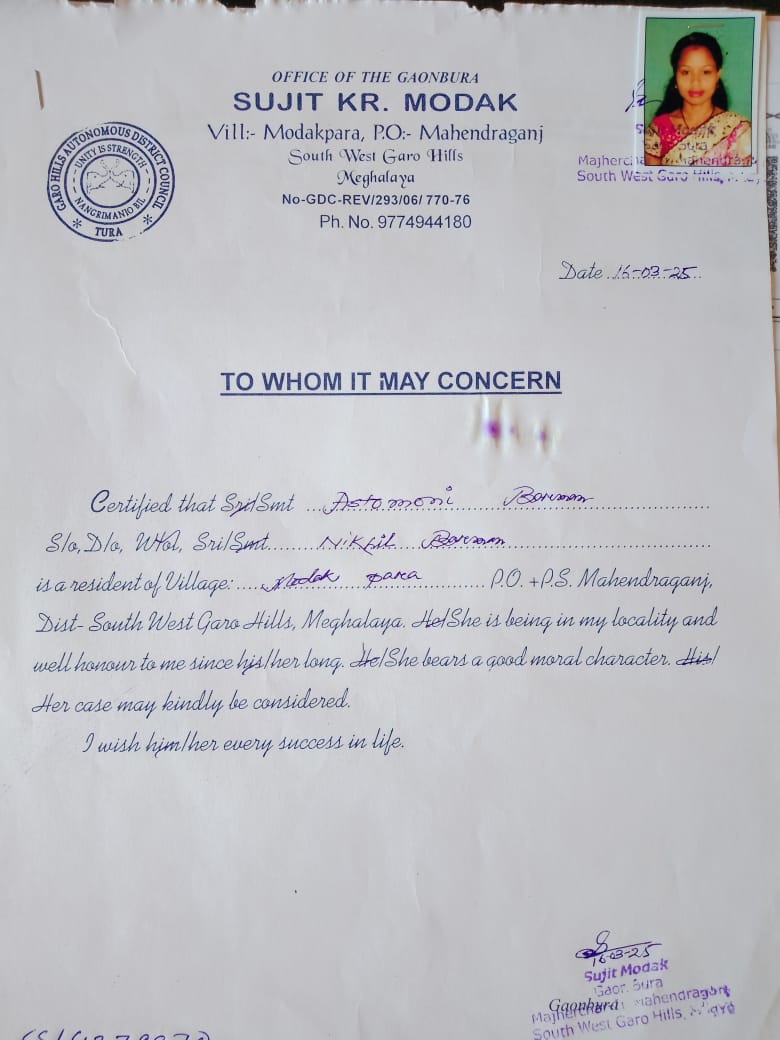 OFFICE OF THE GAONBURA
SUJIT KR. MODAK
Vill:- Modakpara, P.O:- Mahendraganj
South West Garo Hills
Meghalaya
No-GDC-REV/293/06/ 770-76
Ph. No. 9774944180
GARO HILLS AUTONOMOUS DISTRICT COUNCIL
UNITY IS STRENGTH
NANGRIMANIO BIL
TURA
South West Garo Hills,
Date 16-03-25
TO WHOM IT MAY CONCERN
Certified that Sri/Smt Astomoni Barman
S/o, D/o, W/o, Sri/Smt Nikhil Barman
is a resident of Village: Modak para P.O. + P.S. Mahendraganj,
Dist- South West Garo Hills, Meghalaya. He/She is being in my locality and
well honour to me since his/her long. He/She bears a good moral character. His/
Her case may kindly be considered.
I wish him/her every success in life.
16-03-25
Sujit Modak
Gaon Bura
Gaonbura
Mahendraganj
South West Garo Hills,